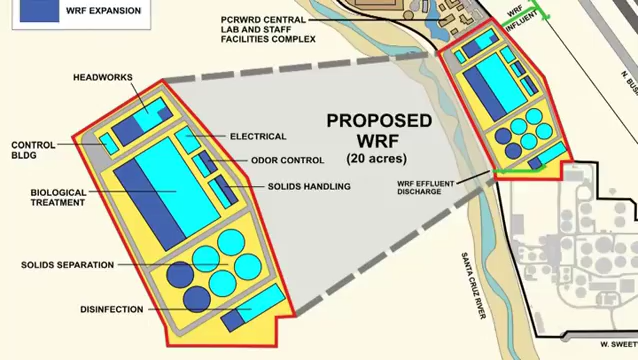 WRF EXPANSION
PCRWRD CENTRAL
LAB AND STAFF
FACILITIES COMPLEX
WRF
INFLUENT
N. BUS
HEADWORKS
PROPOSED
WRF
(20 acres)
ELECTRICAL
CONTROL
BLDG
ODOR CONTROL
SOLIDS HANDLING
BIOLOGICAL
TREATMENT
WRF EFFLUENT
DISCHARGE
SOLIDS SEPARATION
SANTA CRUZ RIVER
DISINFECTION
W. SWEET